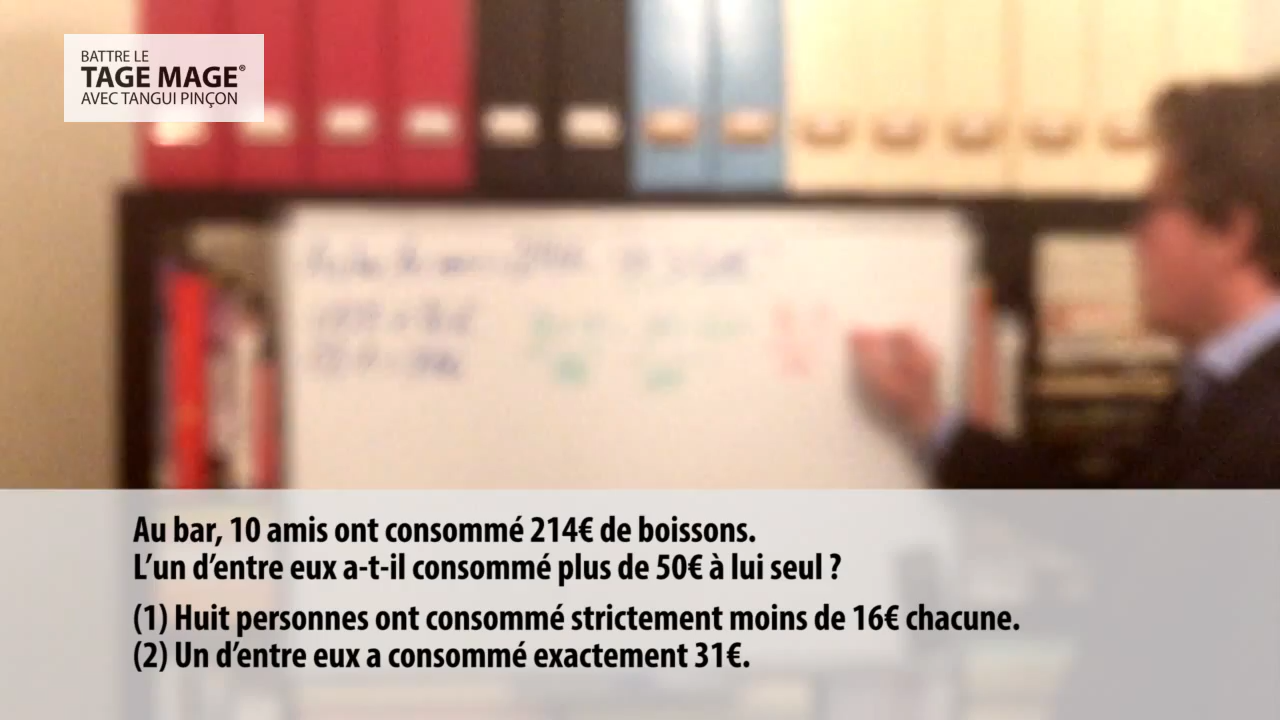 BATTRE LE
TAGE MAGE®
AVEC TANGUI PINÇON
Au bar, 10 amis ont consommé 214€ de boissons.
L'un d'entre eux a-t-il consommé plus de 50€ à lui seul ?
(1) Huit personnes ont consommé strictement moins de 16€ chacune.
(2) Un d'entre eux a consommé exactement 31€.